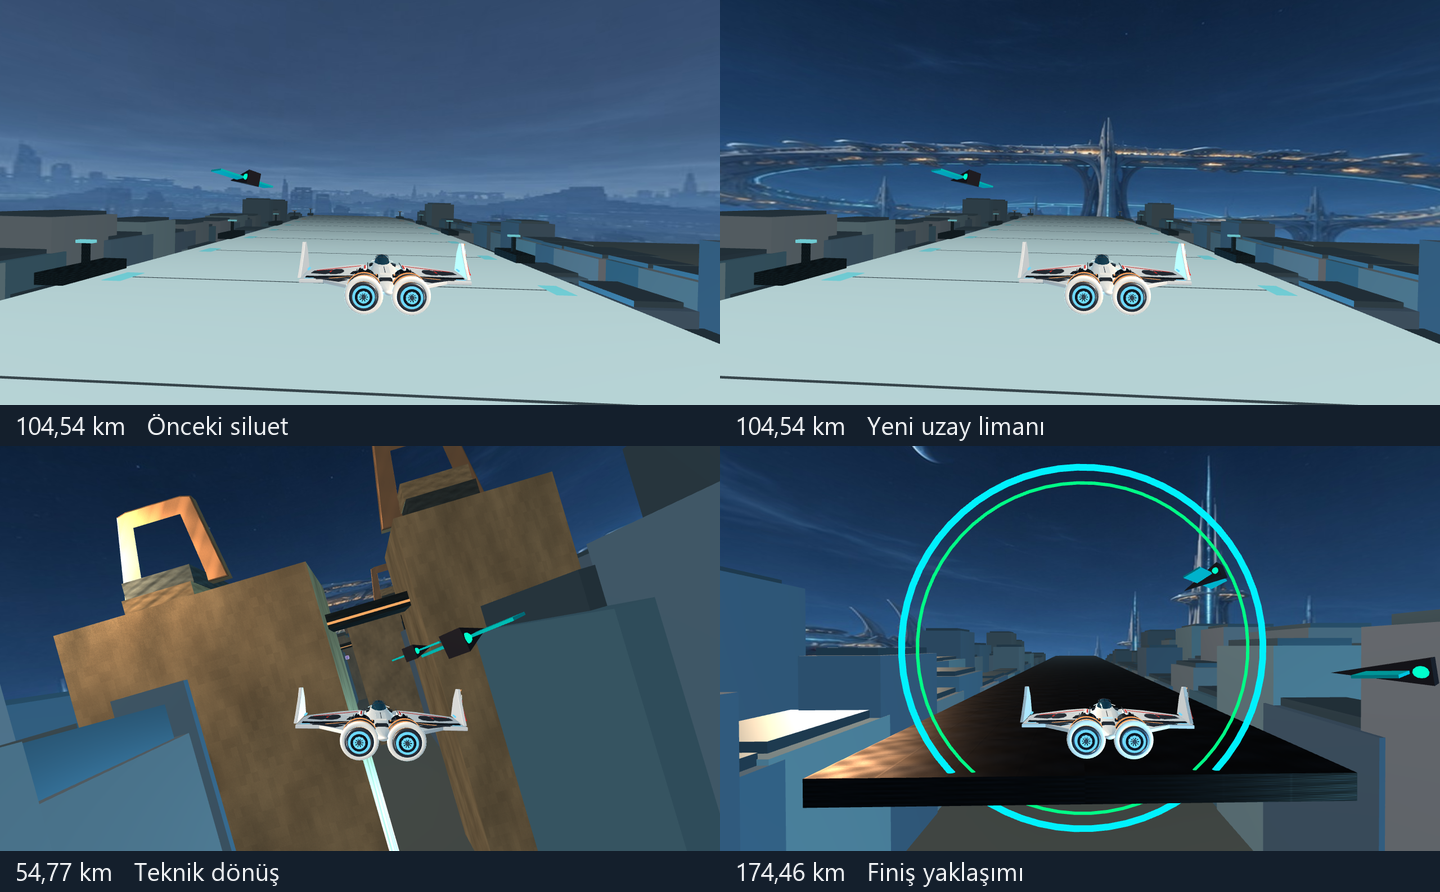 104,54 km Önceki siluet
104,54 km Yeni uzay limanı
54,77 km Teknik dönüş
174,46 km Finiş yaklaşımı